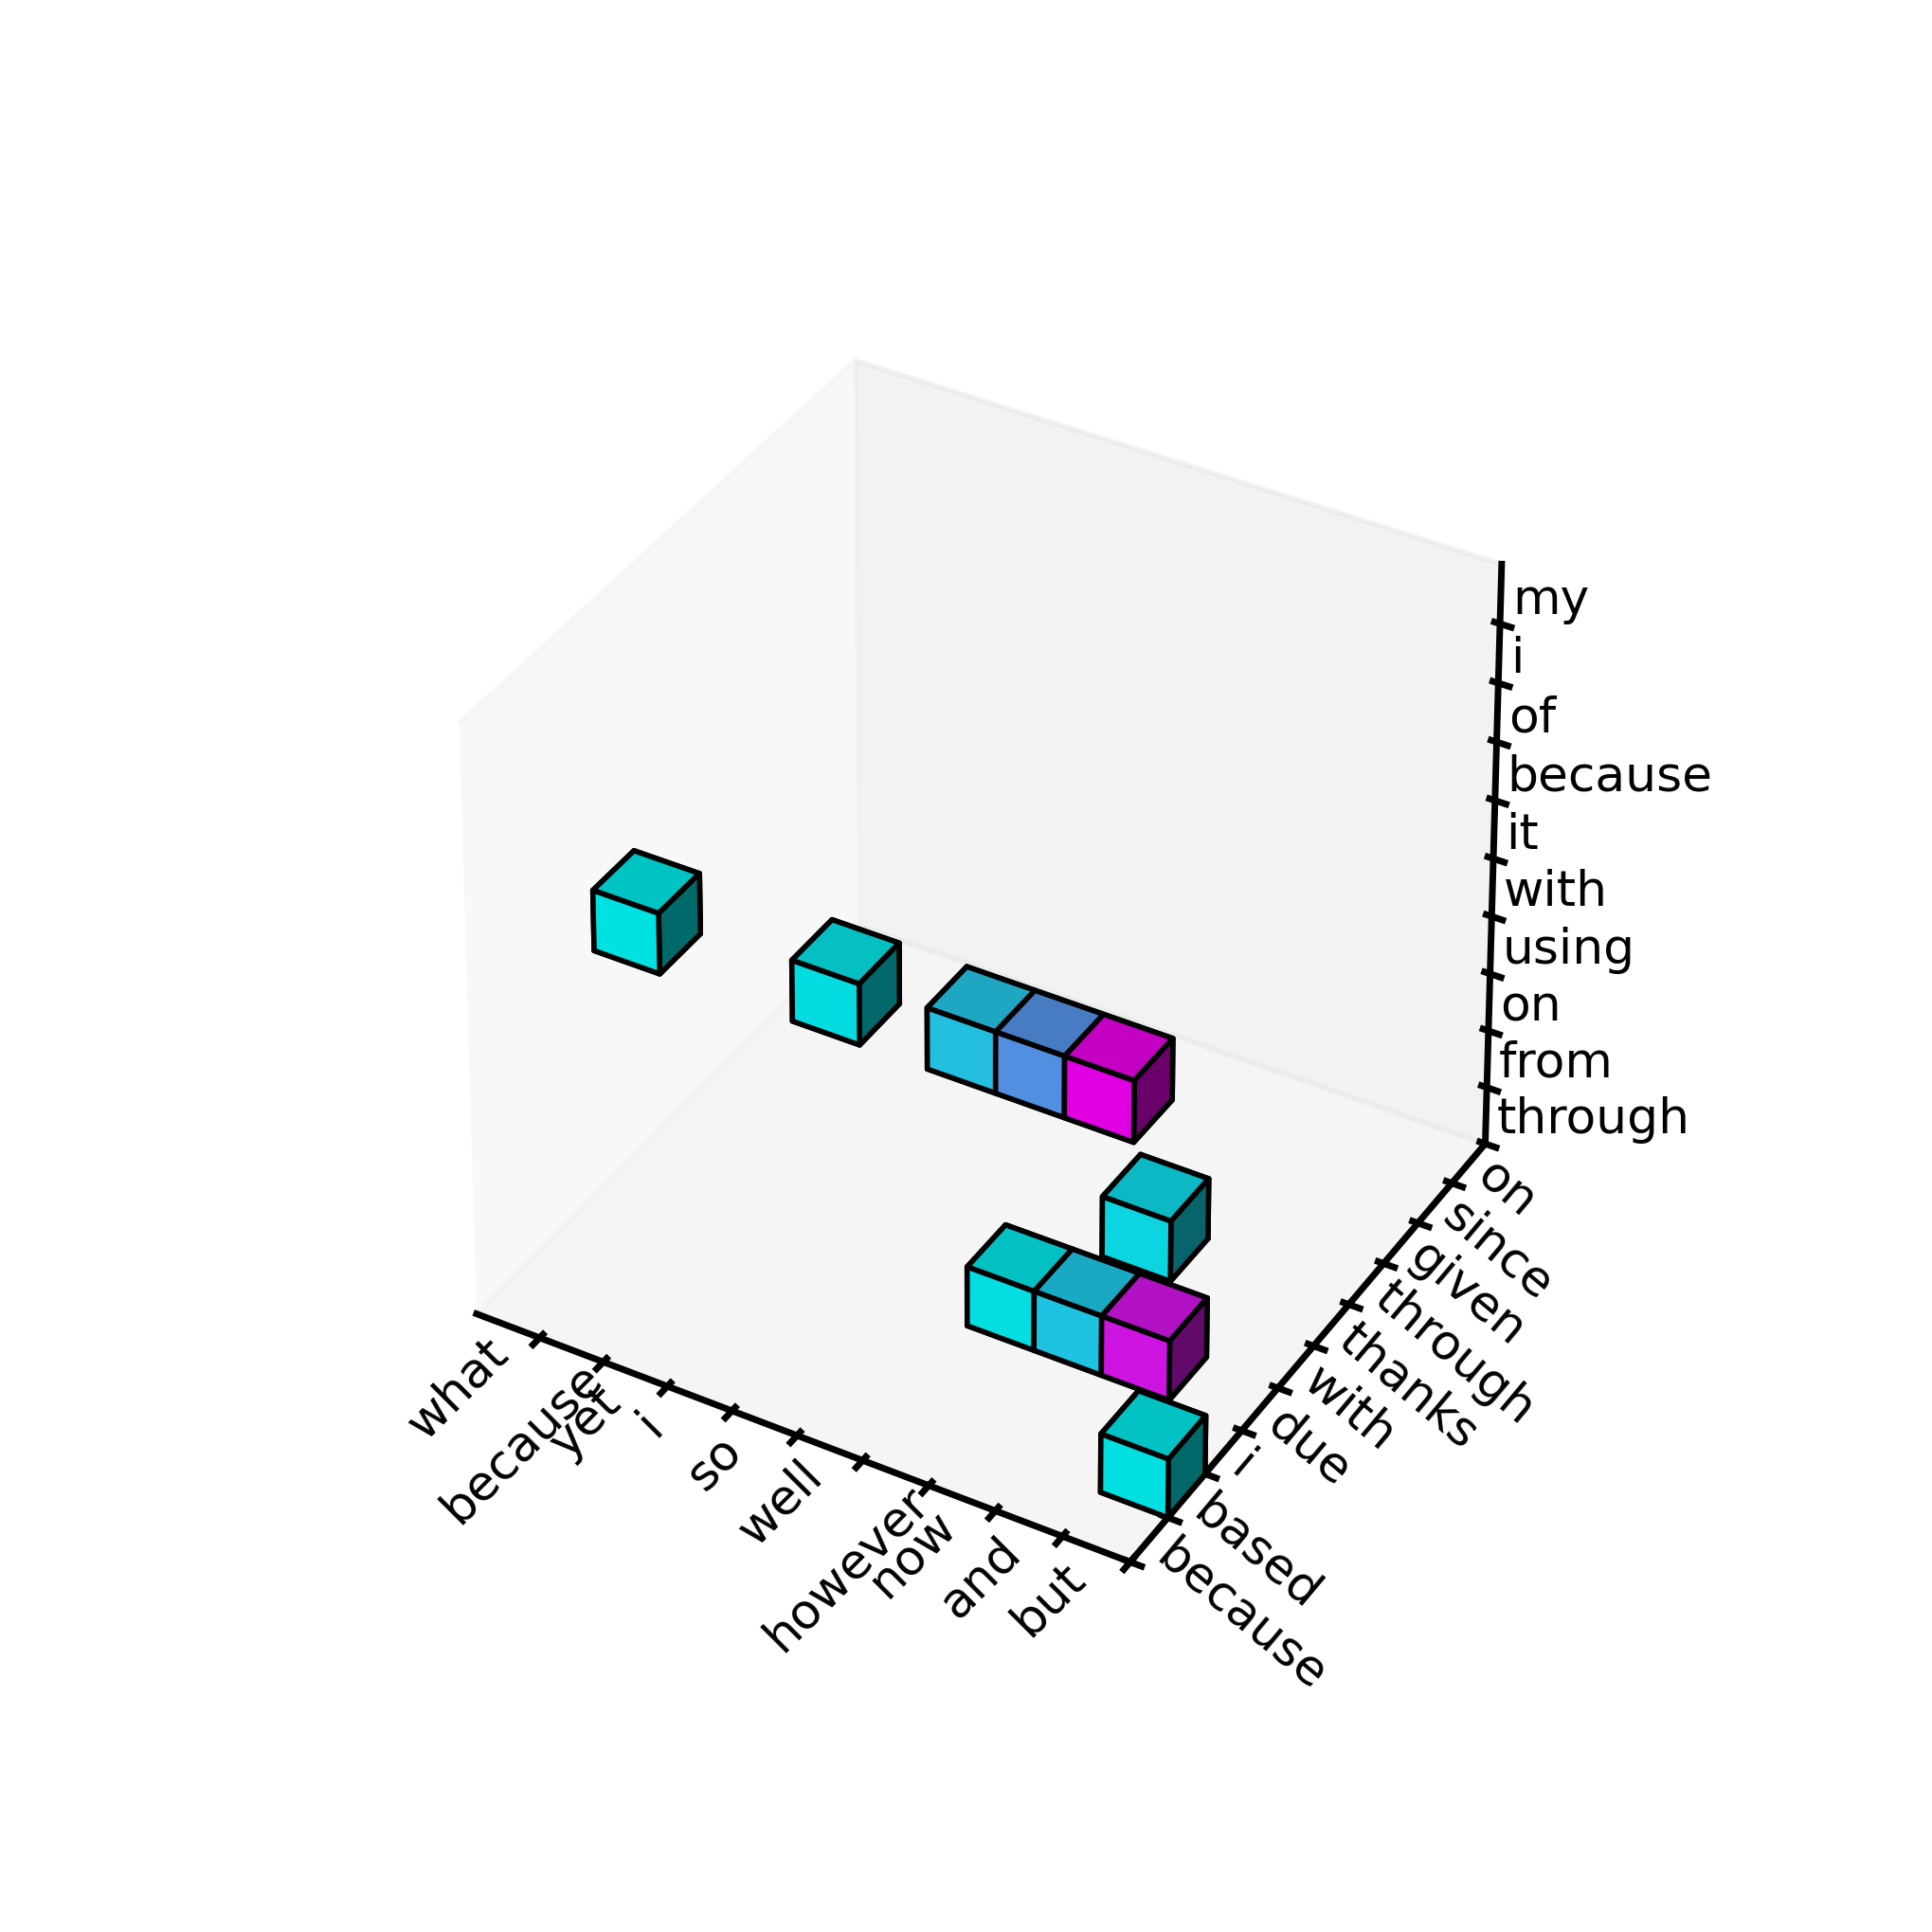 my
i
of
because
it
with
using
on
from
through
on
since
given
through
thanks
with
due
i
based
because
what
because
yet
i
so
well
however
now
and
but